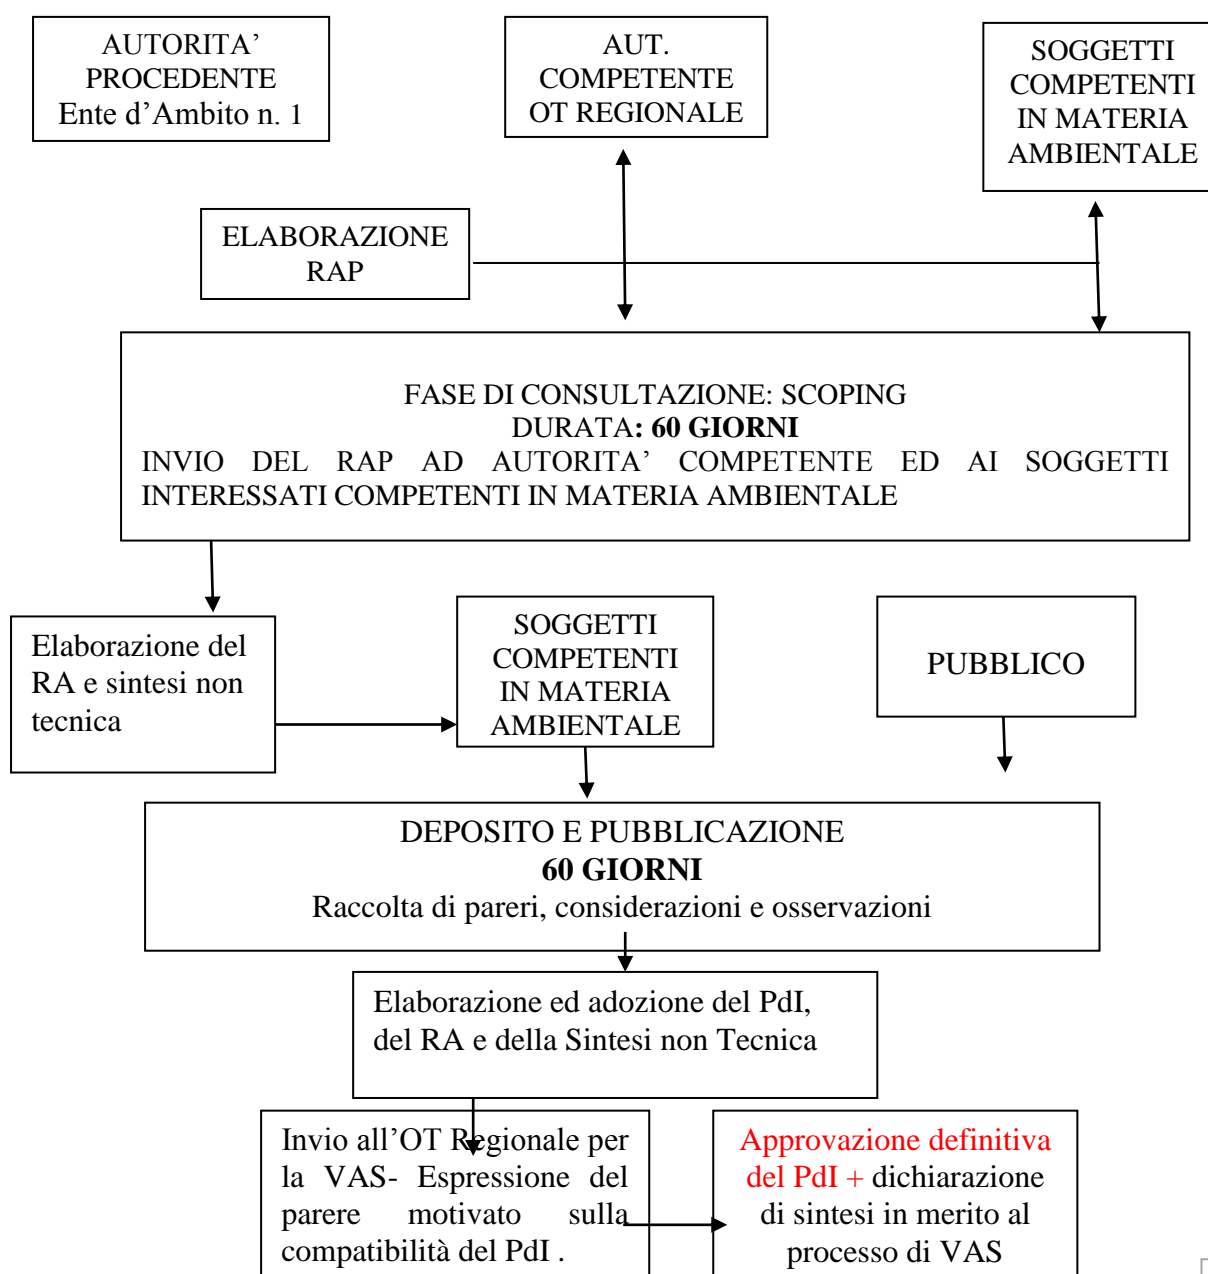 AUTORITA’
PROCEDENTE
Ente d’Ambito n. 1
AUT.
COMPETENTE
OT REGIONALE
SOGGETTI
COMPETENTI
IN MATERIA
AMBIENTALE
ELABORAZIONE
RAP
FASE DI CONSULTAZIONE: SCOPING
DURATA: 60 GIORNI
INVIO DEL RAP AD AUTORITA’ COMPETENTE ED AI SOGGETTI
INTERESSATI COMPETENTI IN MATERIA AMBIENTALE
Elaborazione del
RA e sintesi non
tecnica
SOGGETTI
COMPETENTI
IN MATERIA
AMBIENTALE
PUBBLICO
DEPOSITO E PUBBLICAZIONE
60 GIORNI
Raccolta di pareri, considerazioni e osservazioni
Elaborazione ed adozione del PdI,
del RA e della Sintesi non Tecnica
Invio all’OT Regionale per
la VAS- Espressione del
parere motivato sulla
compatibilità del PdI .
Approvazione definitiva
del PdI + dichiarazione
di sintesi in merito al
processo di VAS